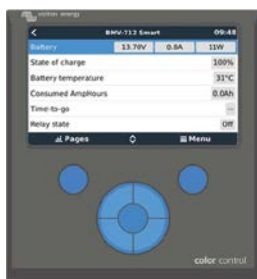 victron energy
BMV-712 Smart 09:48
Battery 13.70V 0.8A 11W
State of charge 100%
Battery temperature 31°C
Consumed AmpHours 0.0Ah
Time-to-go --
Relay state Off
Pages Menu
color control